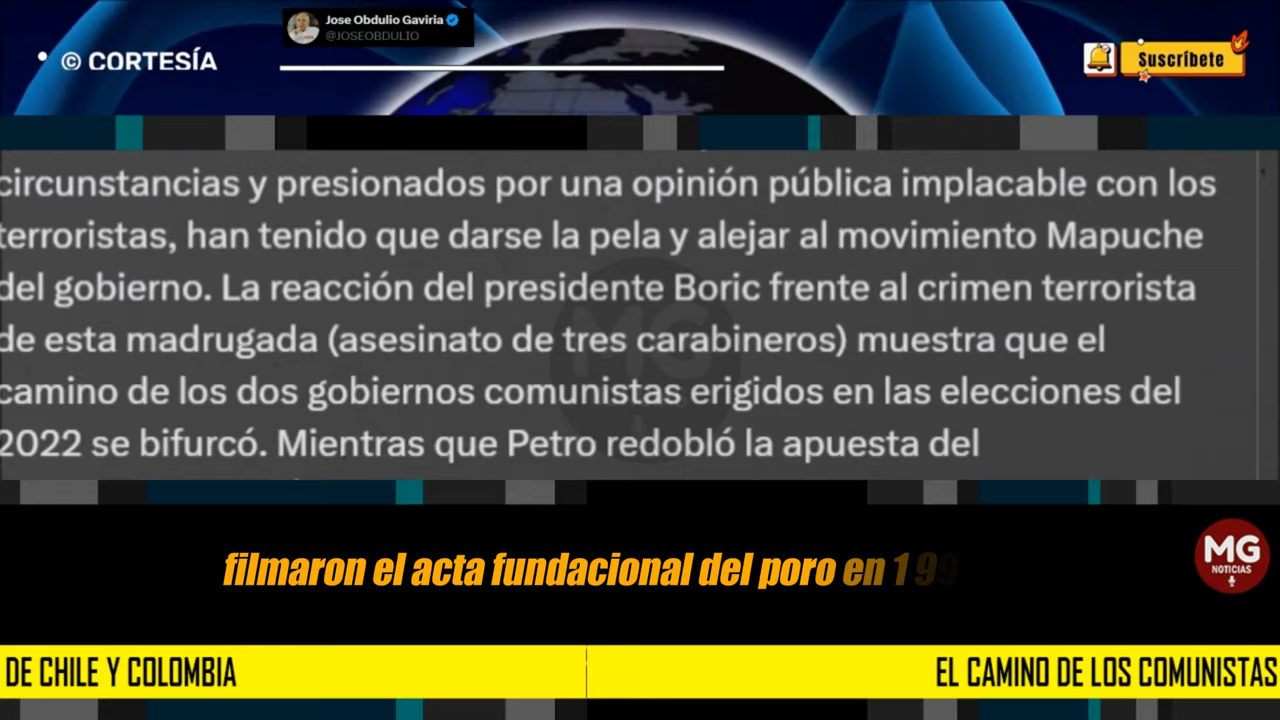 Jose Obdulio Gaviria
@JOSEOBDULIO
© CORTESÍA
Suscríbete
circunstancias y presionados por una opinión pública implacable con los
terroristas, han tenido que darse la pela y alejar al movimiento Mapuche
del gobierno. La reacción del presidente Boric frente al crimen terrorista
de esta madrugada (asesinato de tres carabineros) muestra que el
camino de los dos gobiernos comunistas erigidos en las elecciones del
2022 se bifurcó. Mientras que Petro redobló la apuesta del
filmaron el acta fundacional del poro en 1 99
MG
NOTICIAS
DE CHILE Y COLOMBIA
EL CAMINO DE LOS COMUNISTAS